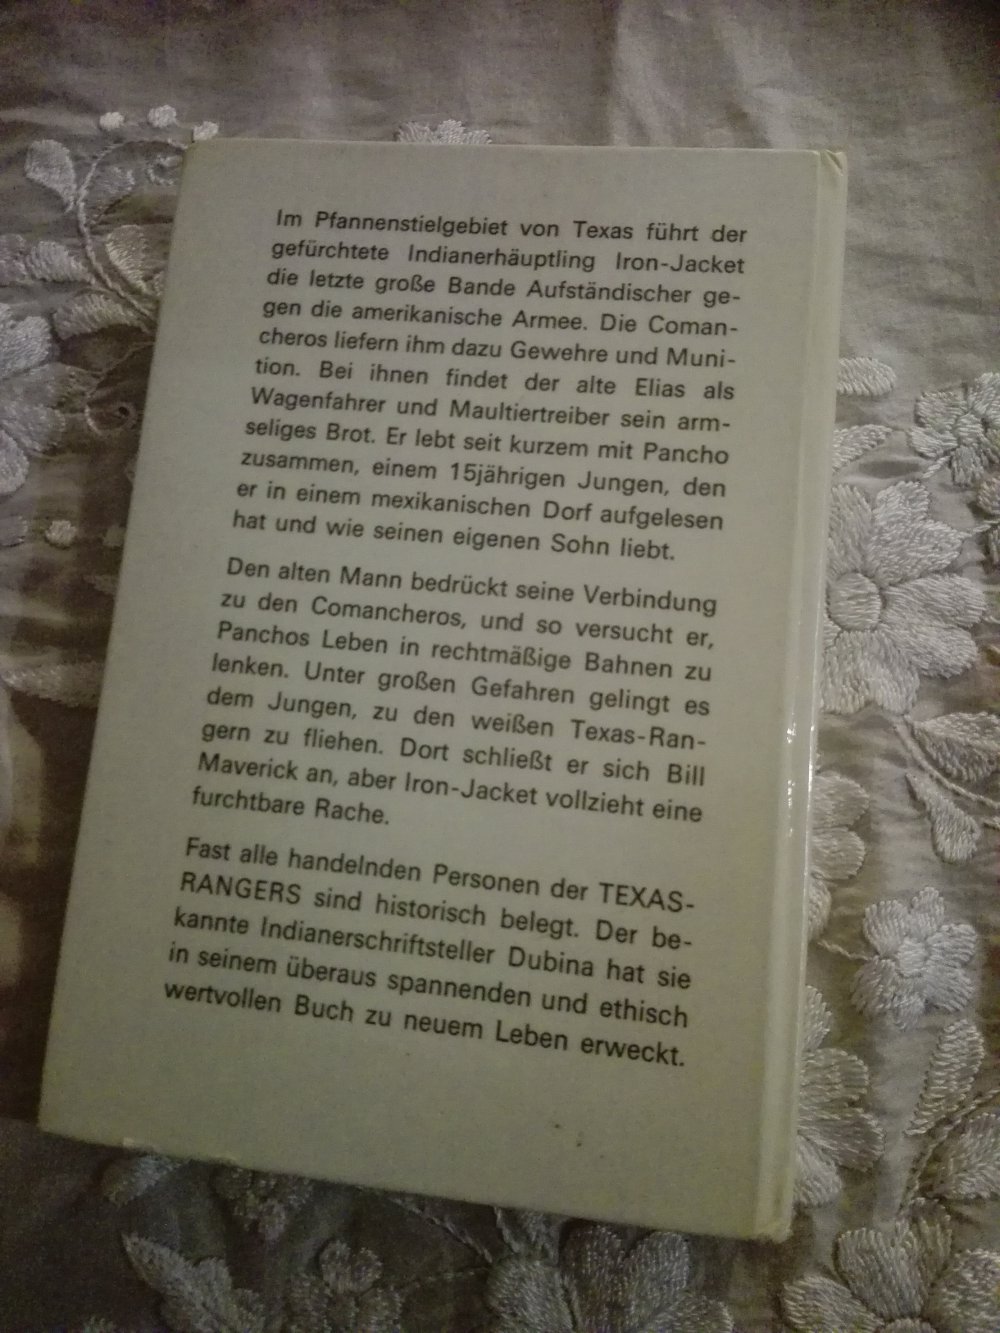 Im Pfannenstielgebiet von Texas führt der
gefürchtete Indianerhäuptling Iron-Jacket
die letzte große Bande Aufständischer ge-
gen die amerikanische Armee. Die Coman-
cheros liefern ihm dazu Gewehre und Muni-
tion. Bei ihnen findet der alte Elias als
Wagenfahrer und Maultiertreiber sein arm-
seliges Brot. Er lebt seit kurzem mit Pancho
zusammen, einem 15jährigen Jungen, den
er in einem mexikanischen Dorf aufgelesen
hat und wie seinen eigenen Sohn liebt.
Den alten Mann bedrückt seine Verbindung
zu den Comancheros, und so versucht er,
Panchos Leben in rechtmäßige Bahnen zu
lenken. Unter großen Gefahren gelingt es
dem Jungen, zu den weißen Texas-Ran-
gern zu fliehen. Dort schließt er sich Bill
Maverick an, aber Iron-Jacket vollzieht eine
furchtbare Rache.
Fast alle handelnden Personen der TEXAS-
RANGERS sind historisch belegt. Der be-
kannte Indianerschriftsteller Dubina hat sie
in seinem überaus spannenden und ethisch
wertvollen Buch zu neuem Leben erweckt.